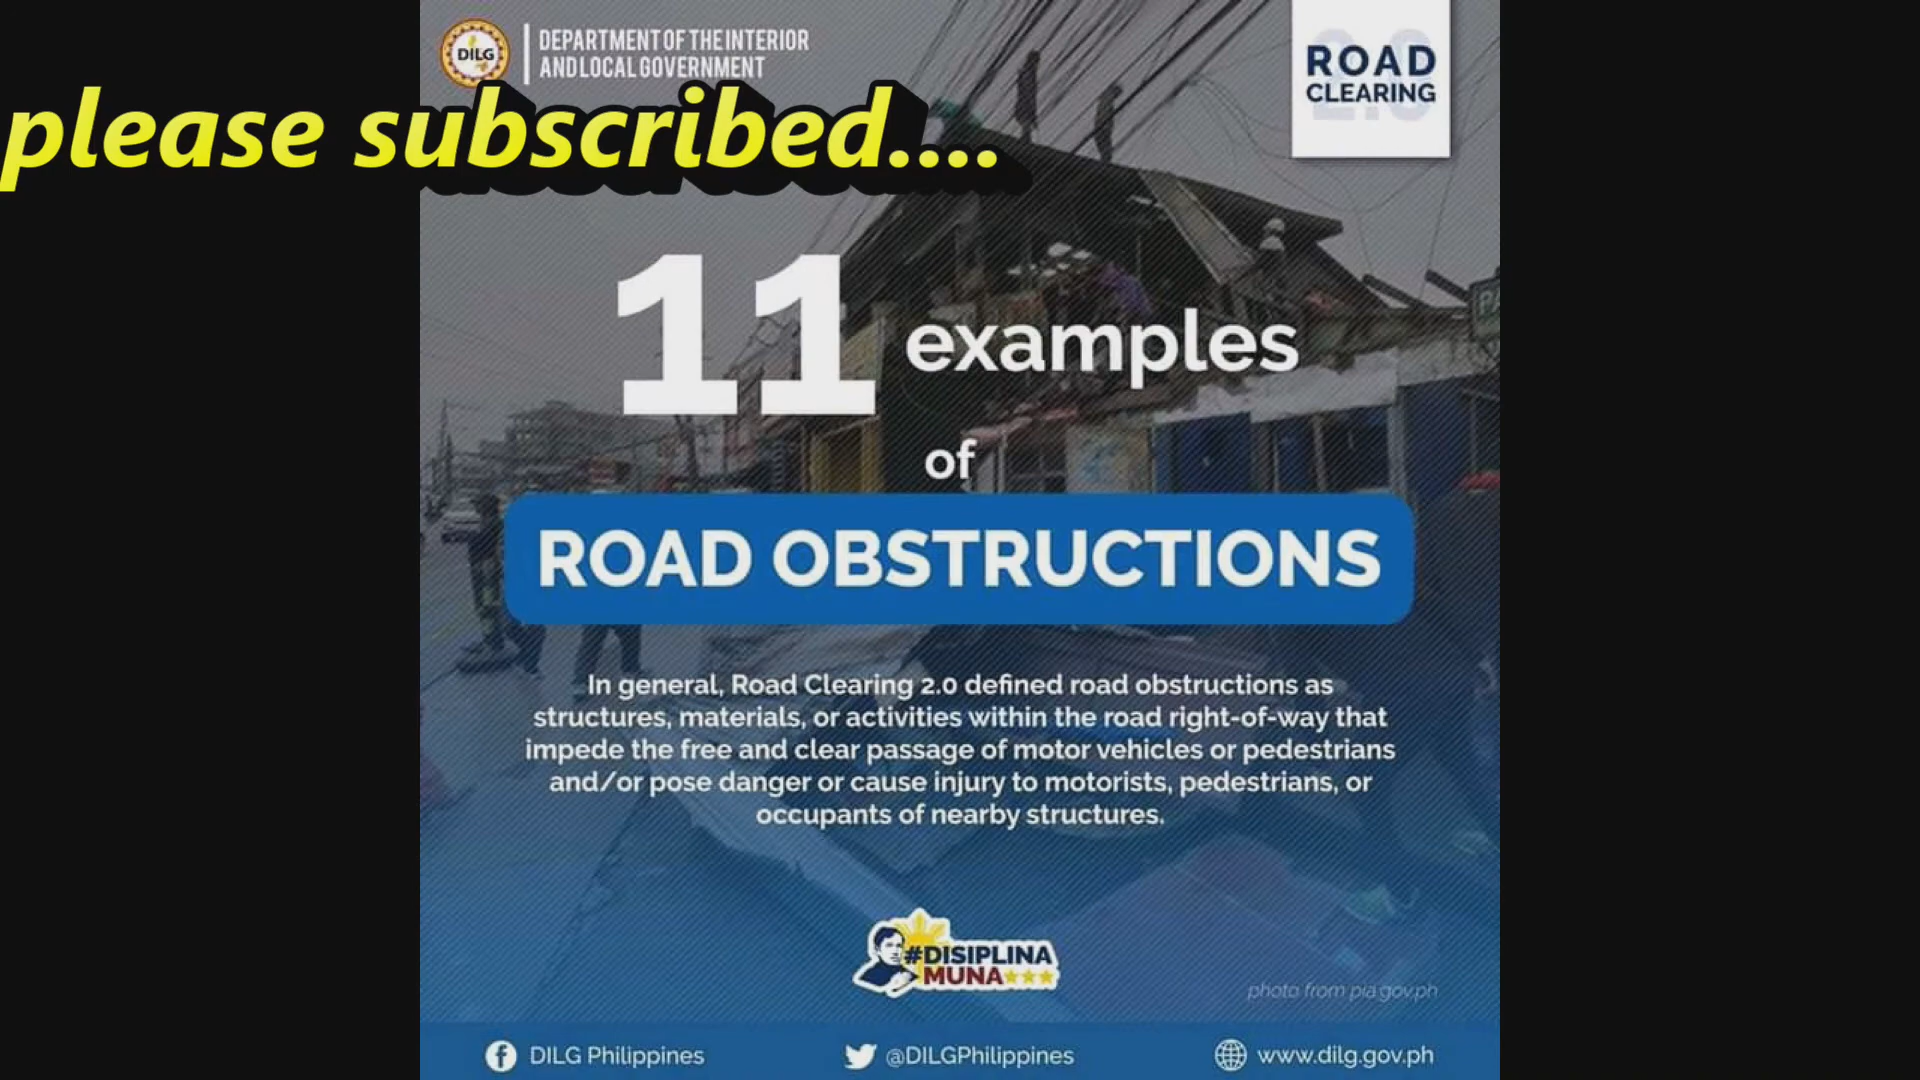 DILG
DEPARTMENT OF THE INTERIOR
AND LOCAL GOVERNMENT
ROAD
CLEARING
2.0
please subscribed....
11 examples
of
ROAD OBSTRUCTIONS
In general, Road Clearing 2.0 defined road obstructions as
structures, materials, or activities within the road right-of-way that
impede the free and clear passage of motor vehicles or pedestrians
and/or pose danger or cause injury to motorists, pedestrians, or
occupants of nearby structures.
#DISIPLINA
MUNA
photo from pia.gov.ph
DILG Philippines
@DILGPhilippines
www.dilg.gov.ph